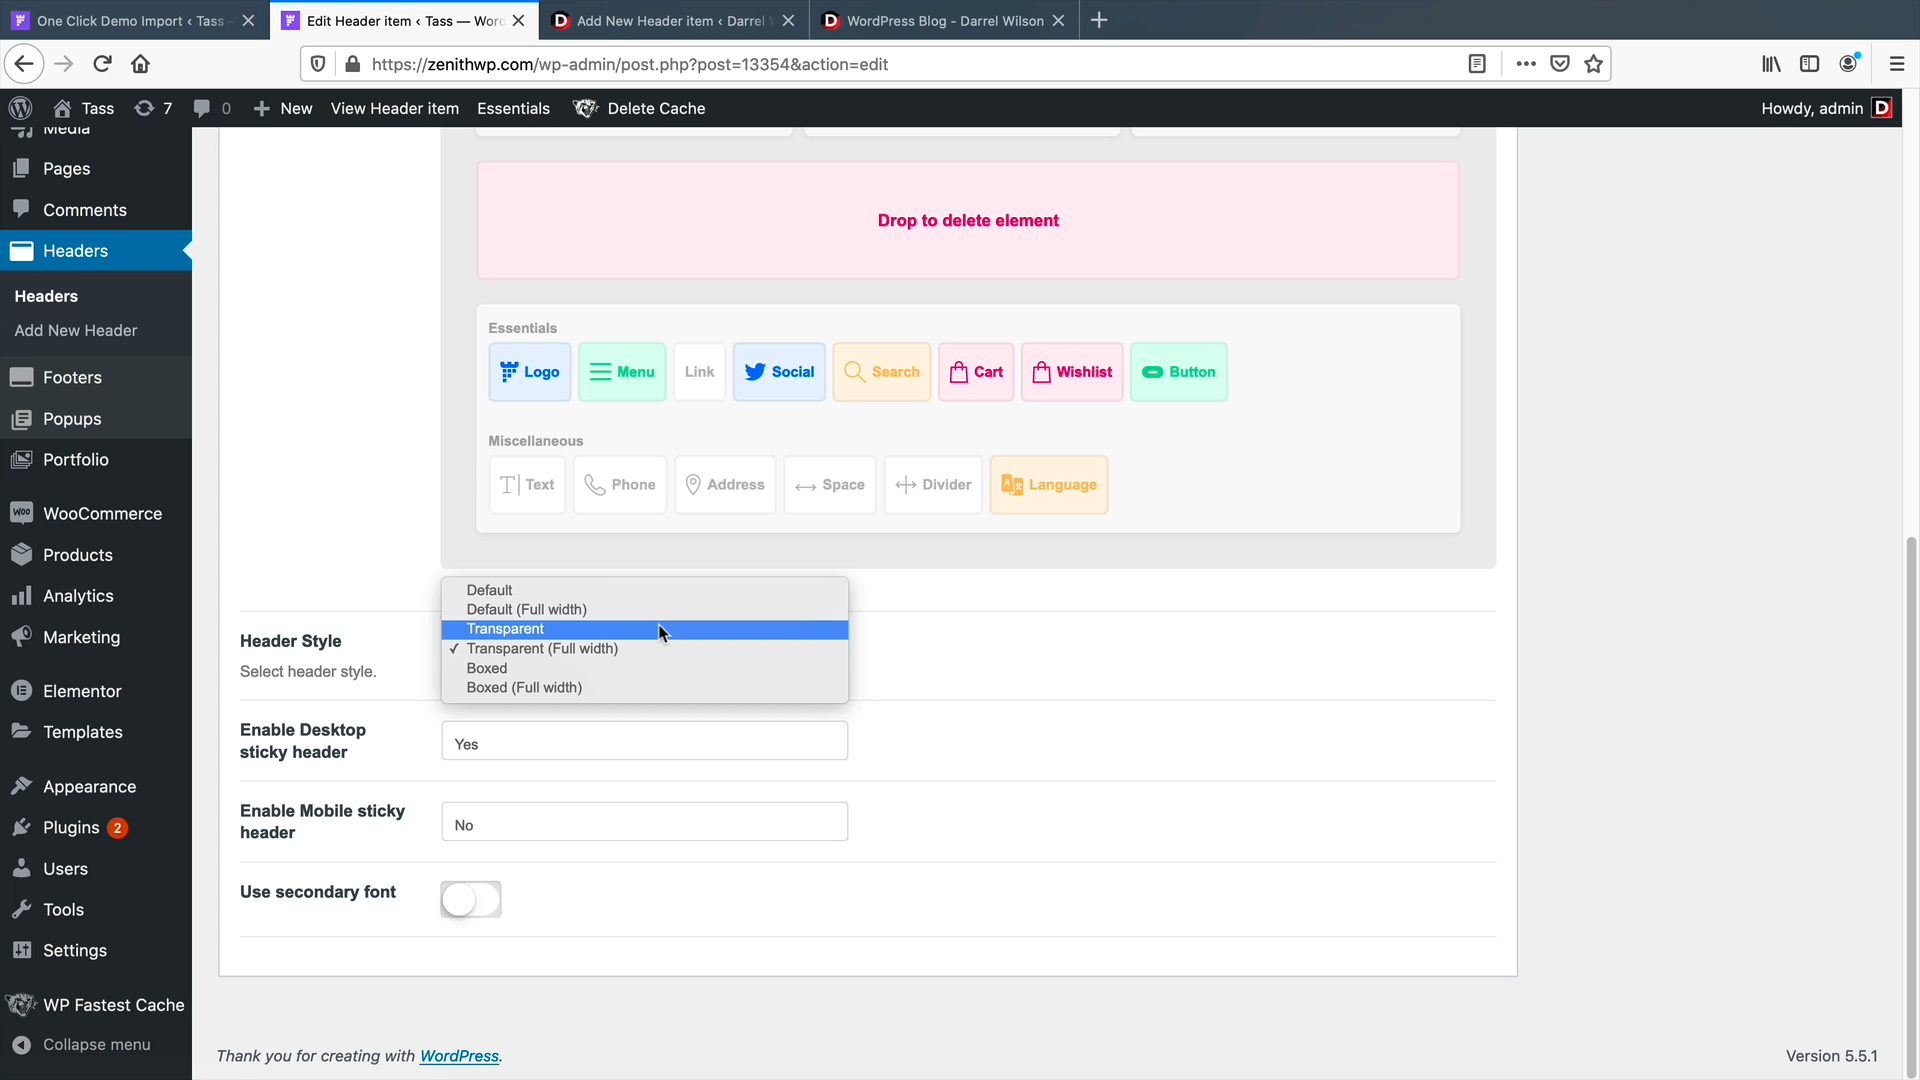 One Click Demo Import ‹ Tass
Edit Header item ‹ Tass — Wor
Add New Header item ‹ Darrel
WordPress Blog - Darrel Wilson
https://zenithwp.com/wp-admin/post.php?post=13354&action=edit
Tass
7
0
New
View Header item
Essentials
Delete Cache
Howdy, admin
Media
Pages
Comments
Headers
Headers
Add New Header
Footers
Popups
Portfolio
WooCommerce
Products
Analytics
Marketing
Elementor
Templates
Appearance
Plugins 2
Users
Tools
Settings
WP Fastest Cache
Collapse menu
Drop to delete element
Essentials
Logo
Menu
Link
Social
Search
Cart
Wishlist
Button
Miscellaneous
Text
Phone
Address
Space
Divider
Language
Header Style
Select header style.
Default
Default (Full width)
Transparent
✓ Transparent (Full width)
Boxed
Boxed (Full width)
Enable Desktop
sticky header
Yes
Enable Mobile sticky
header
No
Use secondary font
Thank you for creating with WordPress.
Version 5.5.1